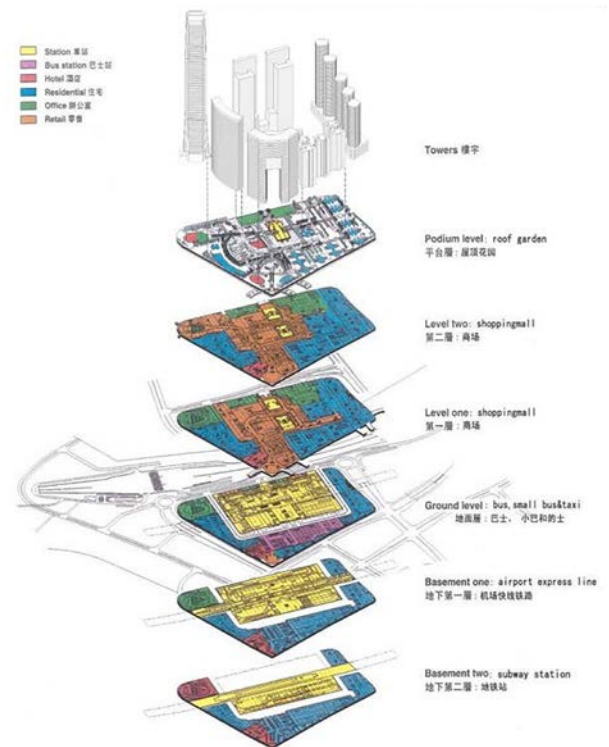 Station 車站
Bus station 巴士站
Hotel 酒店
Residential 住宅
Office 辦公室
Retail 零售
Towers 樓宇
Podium level: roof garden
平台層:屋頂花园
Level two: shoppingmall
第二層:商场
Level one: shoppingmall
第一層:商场
Ground level: bus,small bus&taxi
地面層:巴士、小巴和的士
Basement one: airport express line
地下第一層:机场快线铁路
Basement two: subway station
地下第二層:地铁站